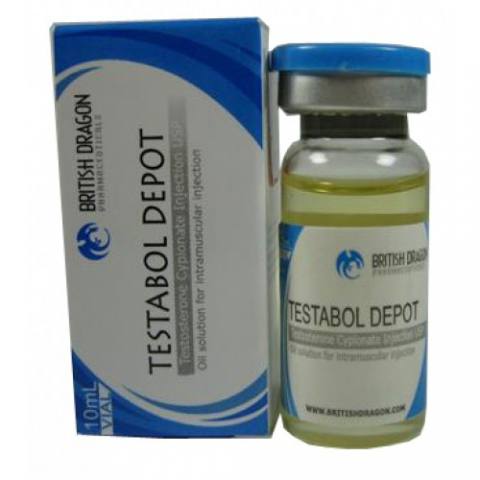 BRITISH DRAGON
PHARMACEUTICALS
TESTABOL DEPOT
Testosterone Cypionate Injection USP
Oil solution for intramuscular injection
10mL
VIAL
BRITISH DRAGON
PHARMACEUTICALS
TESTABOL DEPOT
Testosterone Cypionate Injection USP
Oil solution for intramuscular injection
WWW.BRITISHDRAGON.COM